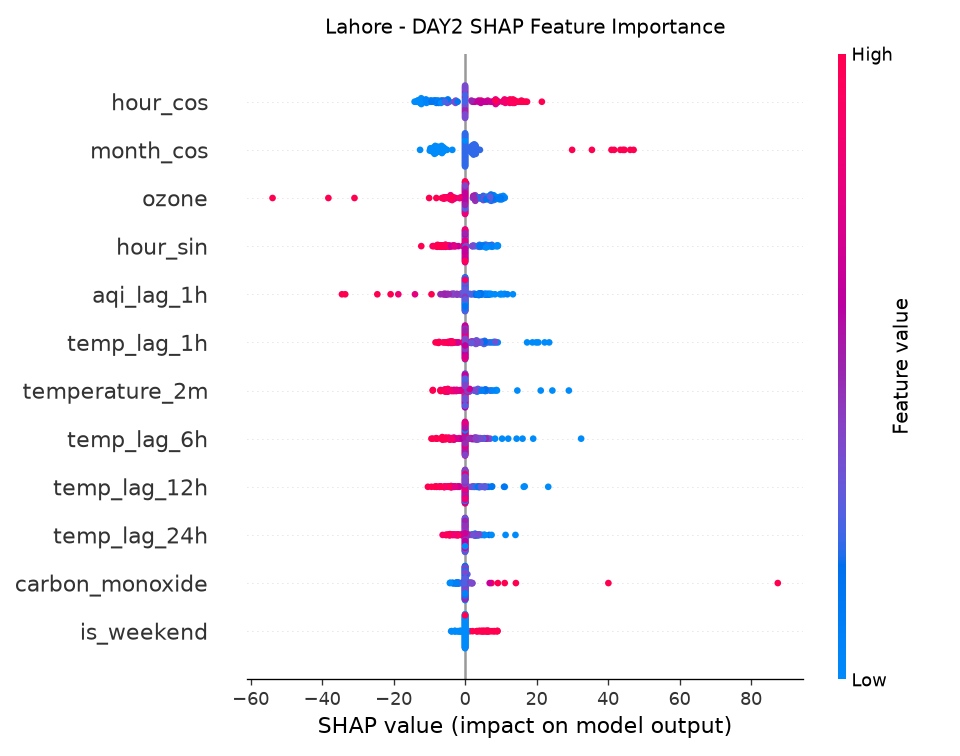 Lahore - DAY2 SHAP Feature Importance
High
hour_cos
month_cos
ozone
hour_sin
aqi_lag_1h
temp_lag_1h
temperature_2m
temp_lag_6h
temp_lag_12h
temp_lag_24h
carbon_monoxide
is_weekend
Feature value
Low
−60 −40 −20 0 20 40 60 80
SHAP value (impact on model output)